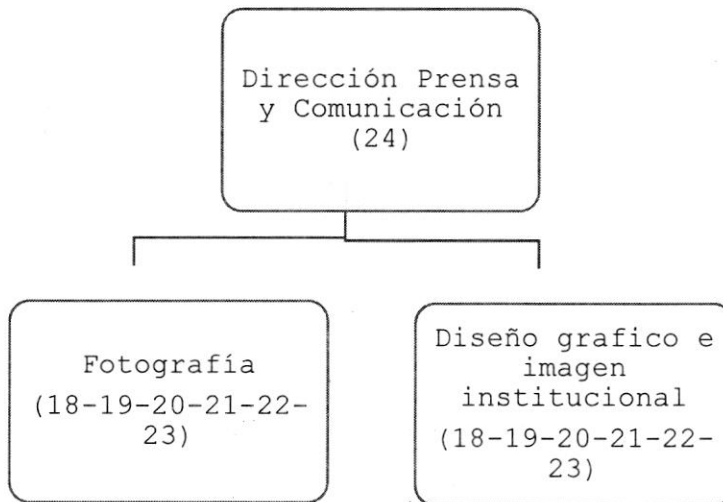 Dirección Prensa
y Comunicación
(24)
Fotografía
(18-19-20-21-22-
23)
Diseño grafico e
imagen
institucional
(18-19-20-21-22-
23)